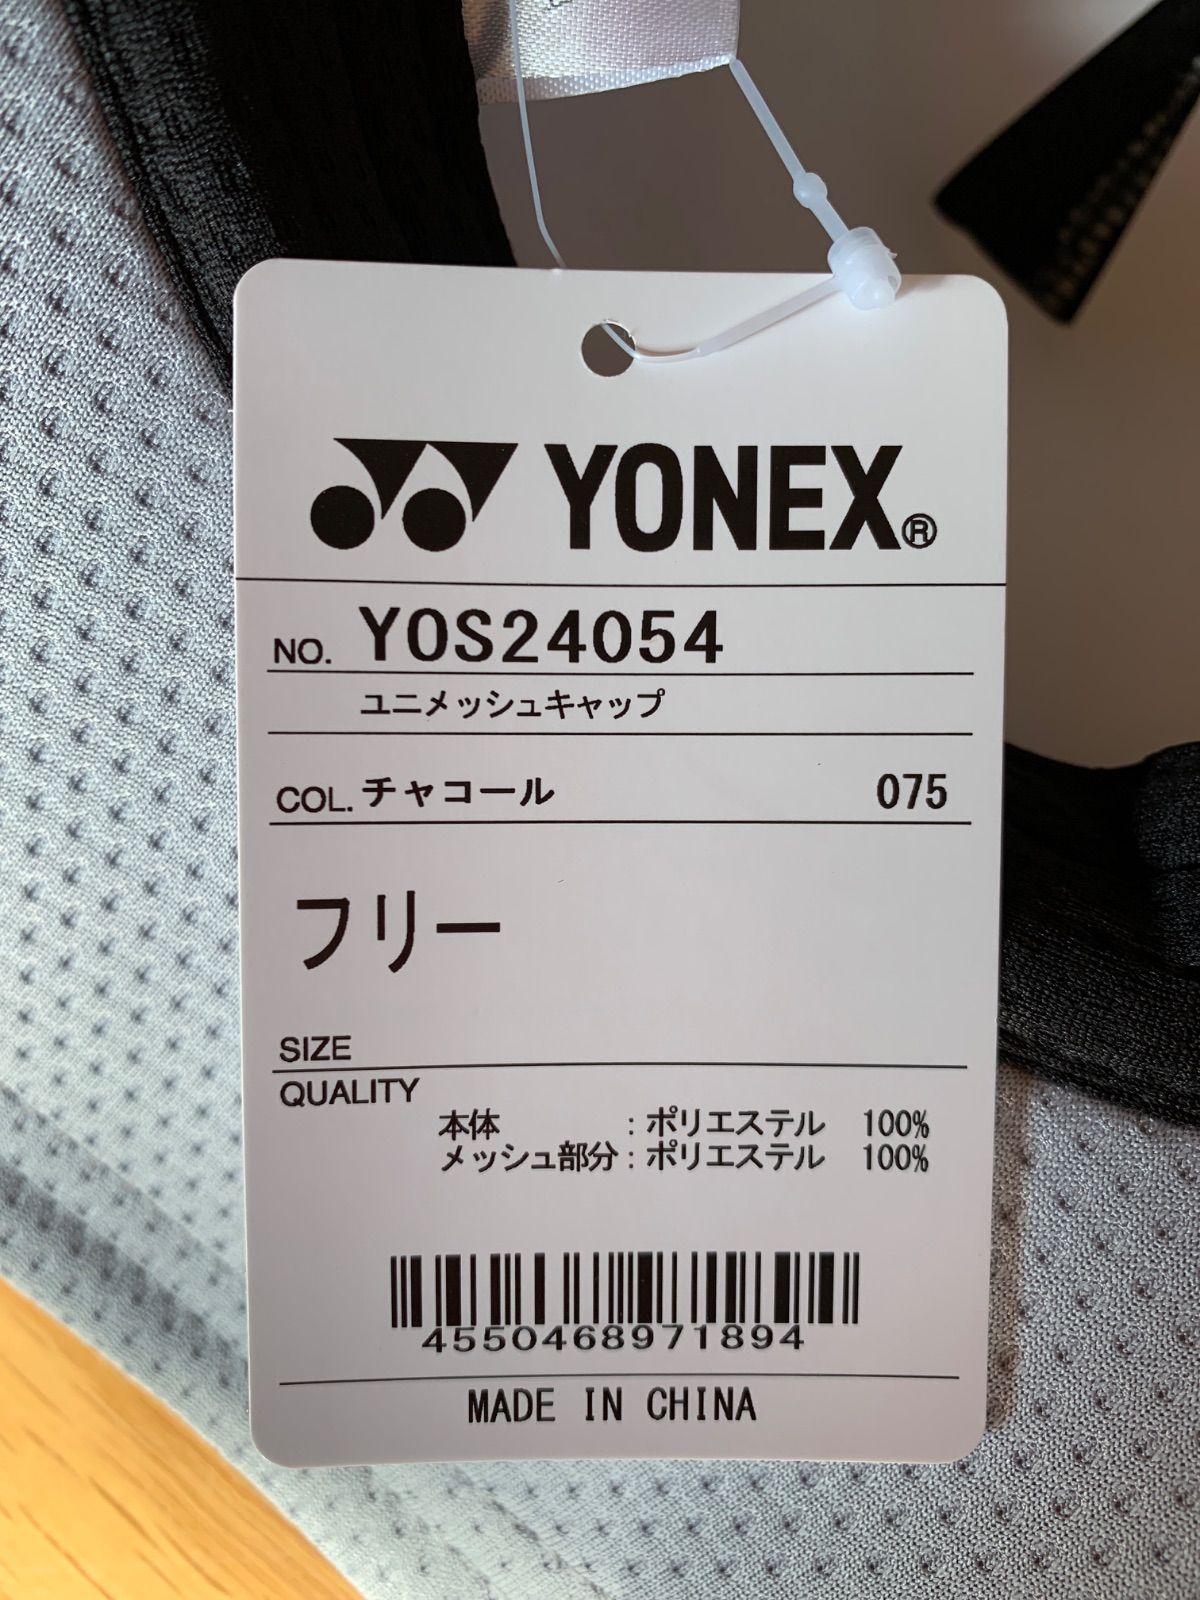 YONEX®
NO. YOS24054
ユニメッシュキャップ
COL. チャコール 075
フリー
SIZE
QUALITY
本体 : ポリエステル 100%
メッシュ部分 : ポリエステル 100%
4550468971894
MADE IN CHINA